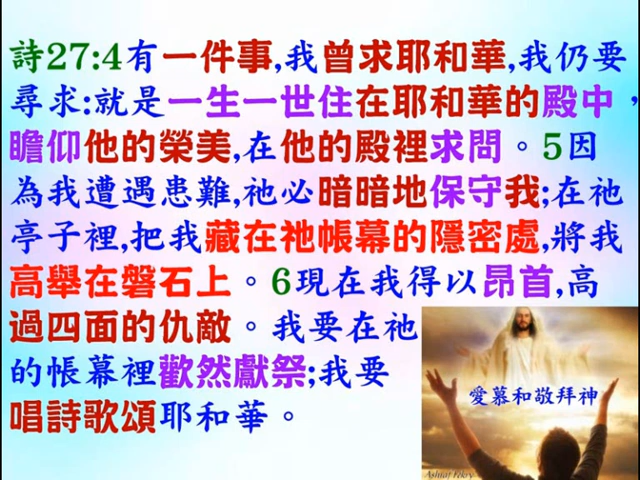 詩27:4有一件事,我曾求耶和華,我仍要
尋求:就是一生一世住在耶和華的殿中，
瞻仰他的榮美,在他的殿裡求問。5因
為我遭遇患難,祂必暗暗地保守我;在祂
亭子裡,把我藏在祂帳幕的隱密處,將我
高舉在磐石上。6現在我得以昂首,高
過四面的仇敵。我要在祂
的帳幕裡歡然獻祭;我要
唱詩歌頌耶和華。
愛慕和敬拜神